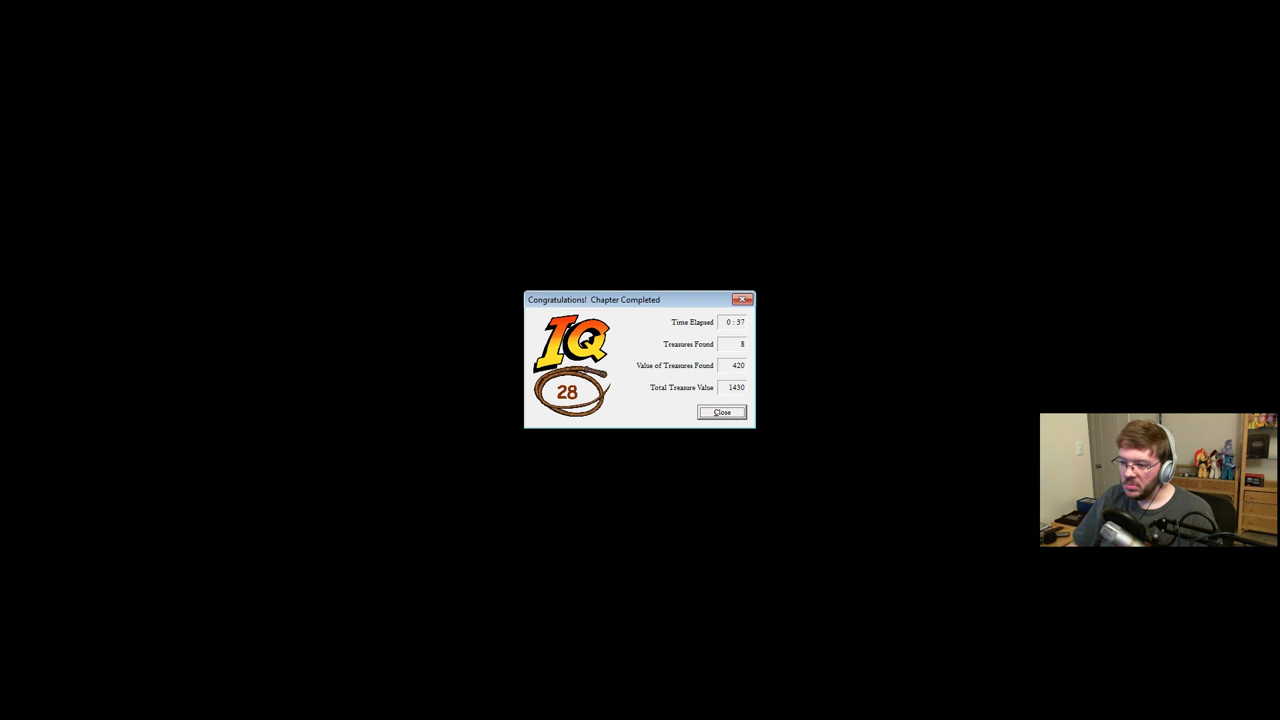 Congratulations! Chapter Completed
IQ
28
Time Elapsed 0 : 37
Treasures Found 8
Value of Treasures Found 420
Total Treasure Value 1430
Close